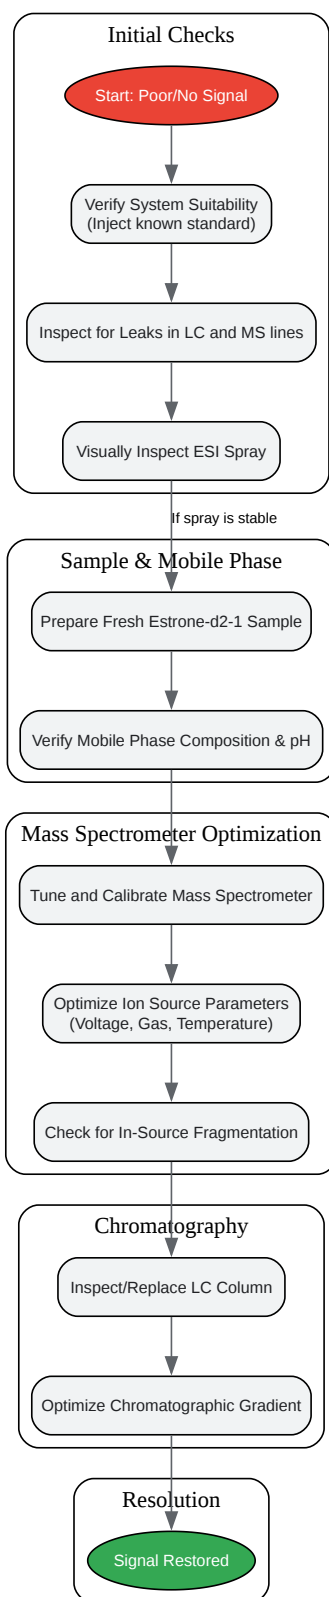 Initial Checks
Start: Poor/No Signal
Verify System Suitability
(Inject known standard)
Inspect for Leaks in LC and MS lines
Visually Inspect ESI Spray
If spray is stable
Sample & Mobile Phase
Prepare Fresh Estrone-d2-1 Sample
Verify Mobile Phase Composition & pH
Mass Spectrometer Optimization
Tune and Calibrate Mass Spectrometer
Optimize Ion Source Parameters
(Voltage, Gas, Temperature)
Check for In-Source Fragmentation
Chromatography
Inspect/Replace LC Column
Optimize Chromatographic Gradient
Resolution
Signal Restored